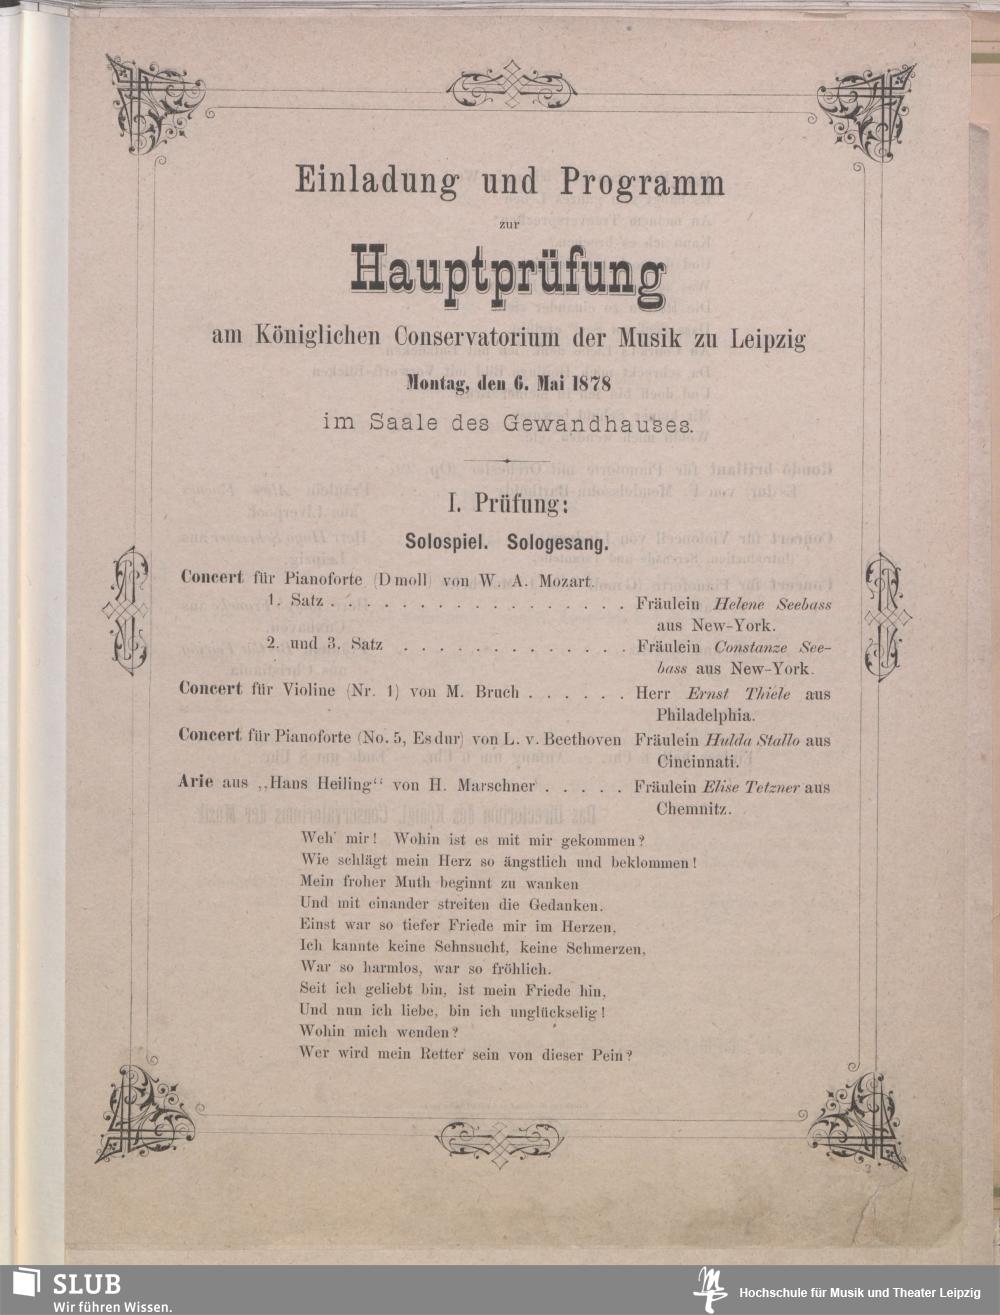 Einladung und Programm
zur
Hauptprüfung
am Königlichen Conservatorium der Musik zu Leipzig
Montag, den 6. Mai 1878
im Saale des Gewandhauses.
I. Prüfung:
Solospiel. Sologesang.
Concert für Pianoforte (D moll) von W. A. Mozart.
1. Satz . . . . . . . . . . . . . . . . Fräulein Helene Seebass
aus New-York.
2. und 3. Satz . . . . . . . . . . . . . Fräulein Constanze See-
bass aus New-York.
Concert für Violine (Nr. 1) von M. Bruch . . . . . . Herr Ernst Thiele aus
Philadelphia.
Concert für Pianoforte (No. 5, Es dur) von L. v. Beethoven Fräulein Hulda Stallo aus
Cincinnati.
Arie aus „Hans Heiling“ von H. Marschner . . . . . Fräulein Elise Tetzner aus
Chemnitz.
Weh' mir! Wohin ist es mit mir gekommen?
Wie schlägt mein Herz so ängstlich und beklommen!
Mein froher Muth beginnt zu wanken
Und mit einander streiten die Gedanken.
Einst war so tiefer Friede mir im Herzen,
Ich kannte keine Sehnsucht, keine Schmerzen,
War so harmlos, war so fröhlich.
Seit ich geliebt bin, ist mein Friede hin,
Und nun ich liebe, bin ich unglückselig!
Wohin mich wenden?
Wer wird mein Retter sein von dieser Pein?
SLUB
Wir führen Wissen.
Hochschule für Musik und Theater Leipzig